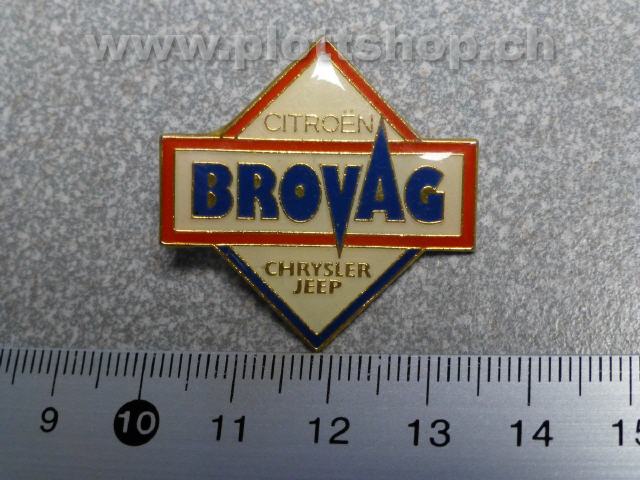 www.plottshop.ch
CITROËN
BROVAG
CHRYSLER
JEEP
9 10 11 12 13 14 15